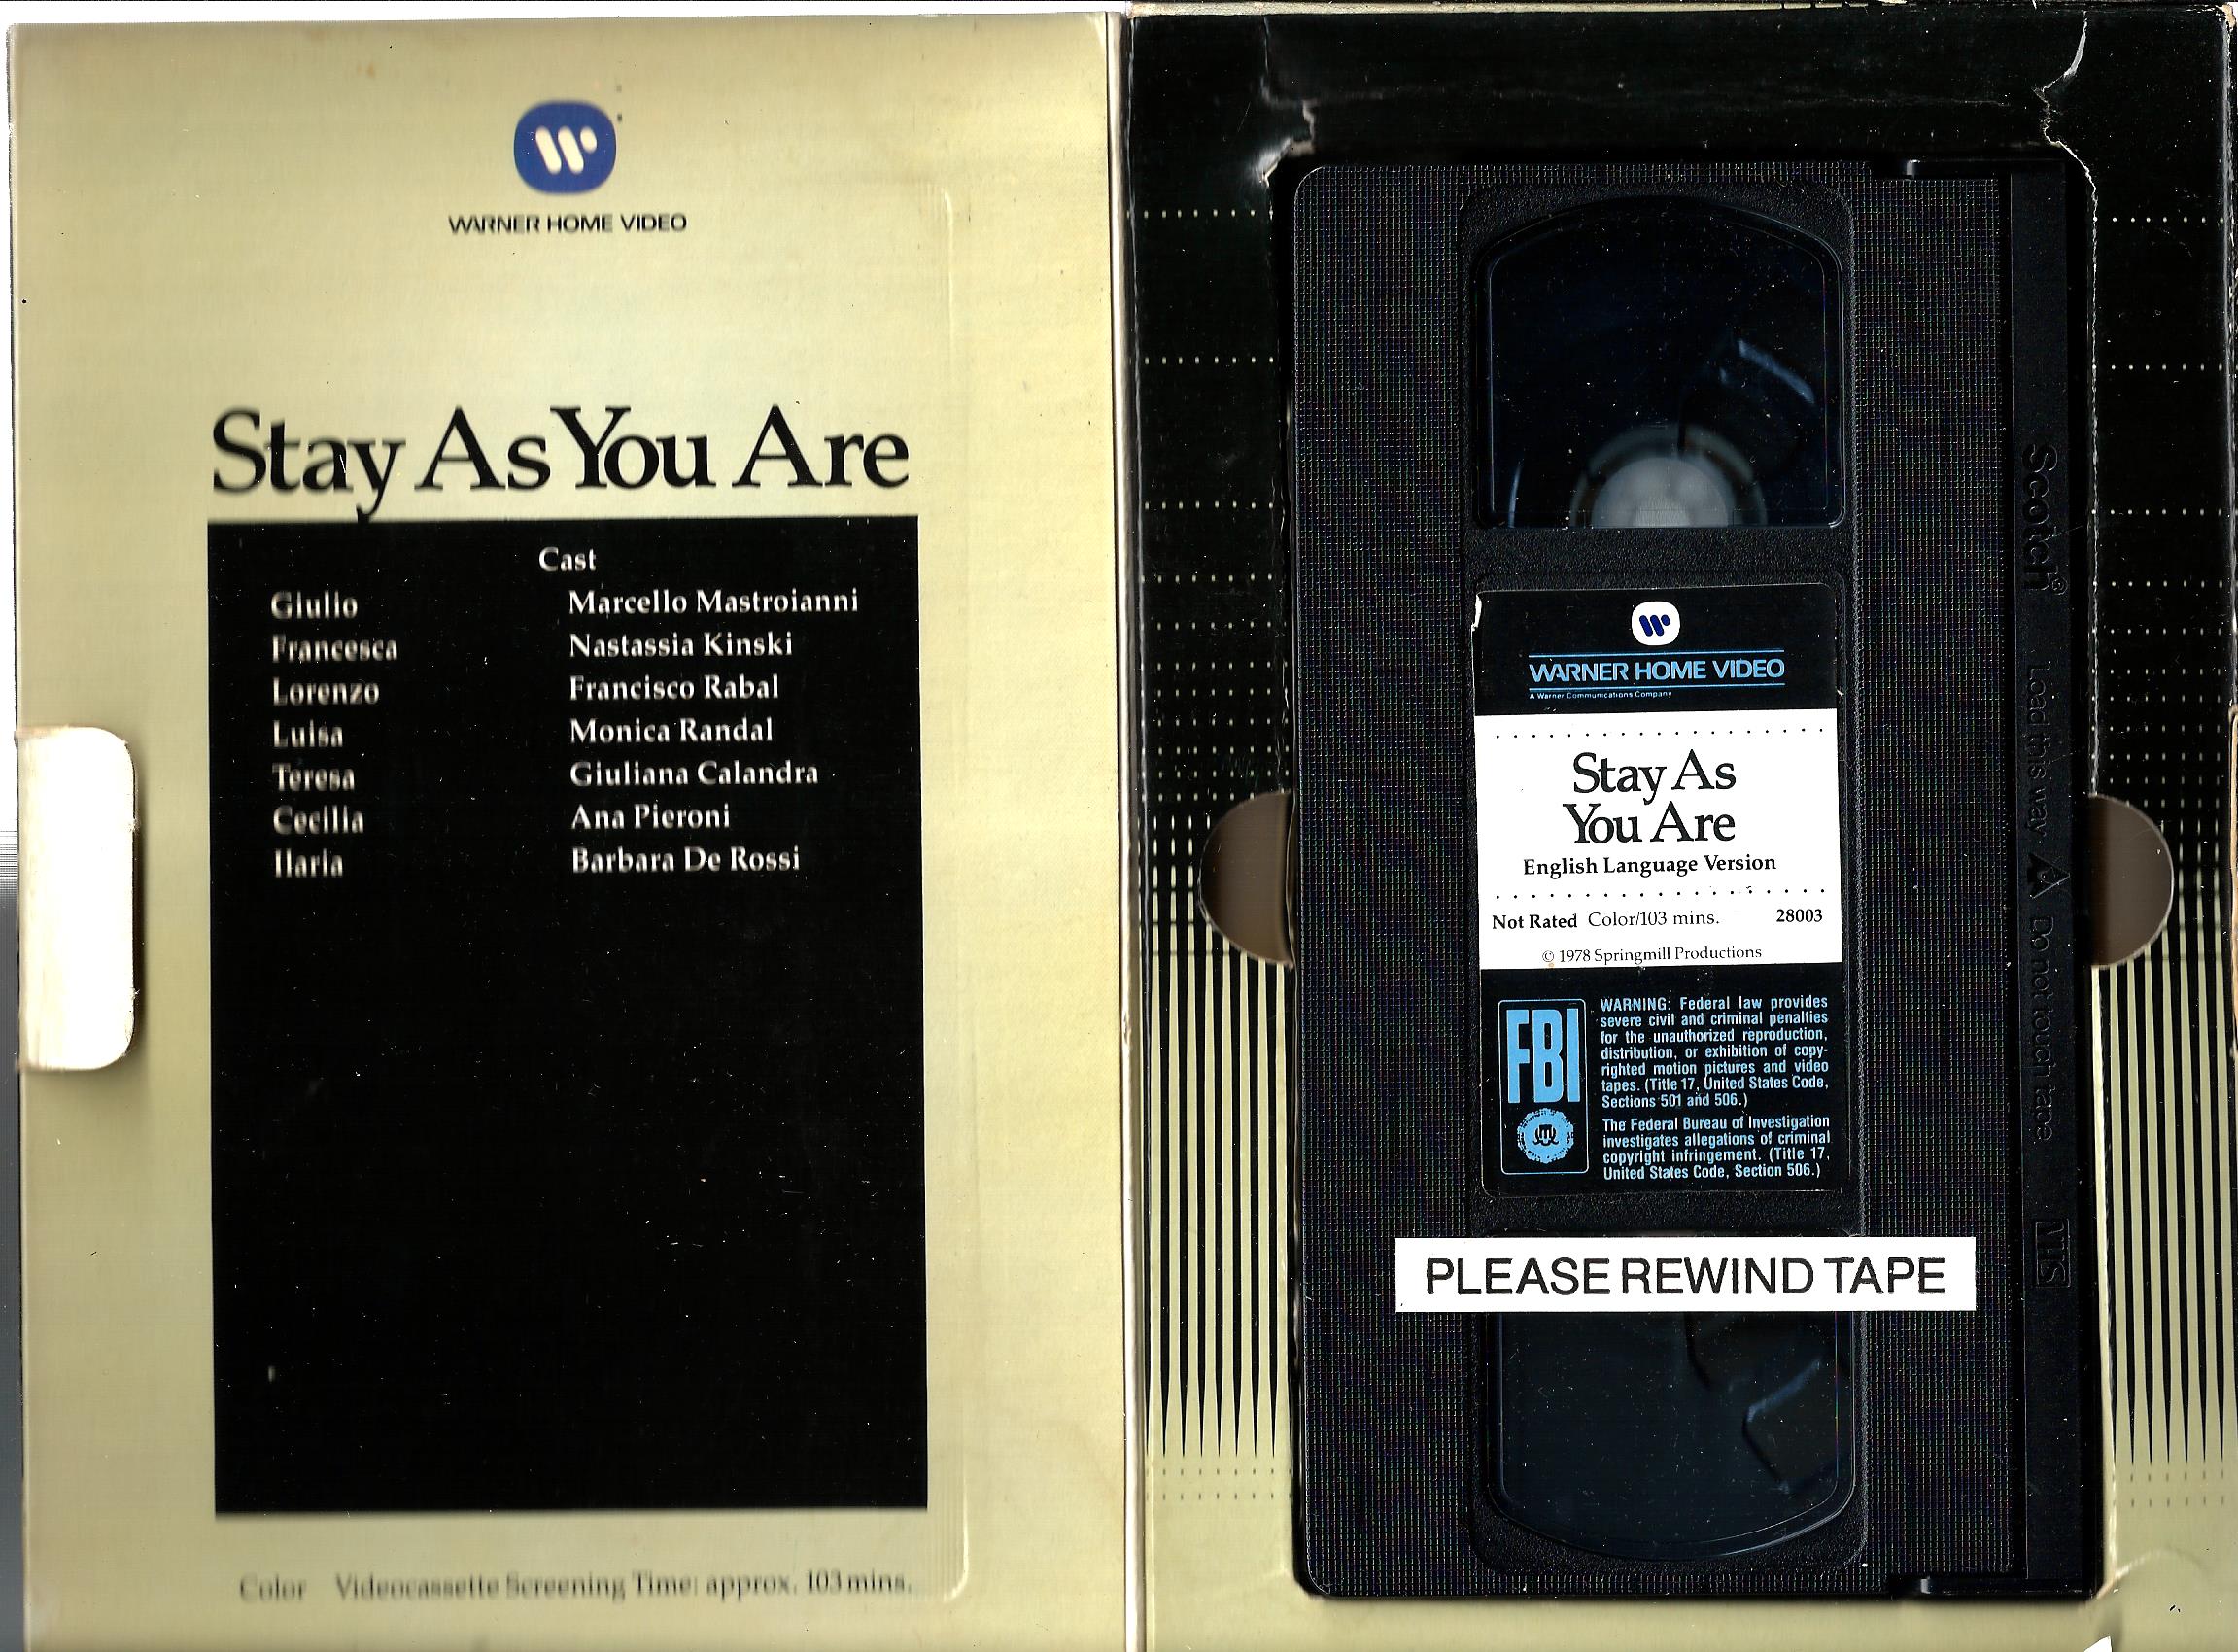 WARNER HOME VIDEO
Stay As You Are
Cast
Giulio Marcello Mastroianni
Francesca Nastassia Kinski
Lorenzo Francisco Rabal
Luisa Monica Randal
Teresa Giuliana Calandra
Cecilia Ana Pieroni
Ilaria Barbara De Rossi
Color Videocassette Screening Time: approx. 103 mins.
WARNER HOME VIDEO
A Warner Communications Company
Stay As
You Are
English Language Version
Not Rated Color/103 mins. 28003
© 1978 Springmill Productions
FBI
WARNING: Federal law provides
severe civil and criminal penalties
for the unauthorized reproduction,
distribution, or exhibition of copy-
righted motion pictures and video
tapes. (Title 17, United States Code,
Sections 501 and 506.)
The Federal Bureau of Investigation
investigates allegations of criminal
copyright infringement. (Title 17,
United States Code, Section 506.)
PLEASE REWIND TAPE
Scotch® Load this way Do not touch tape VHS